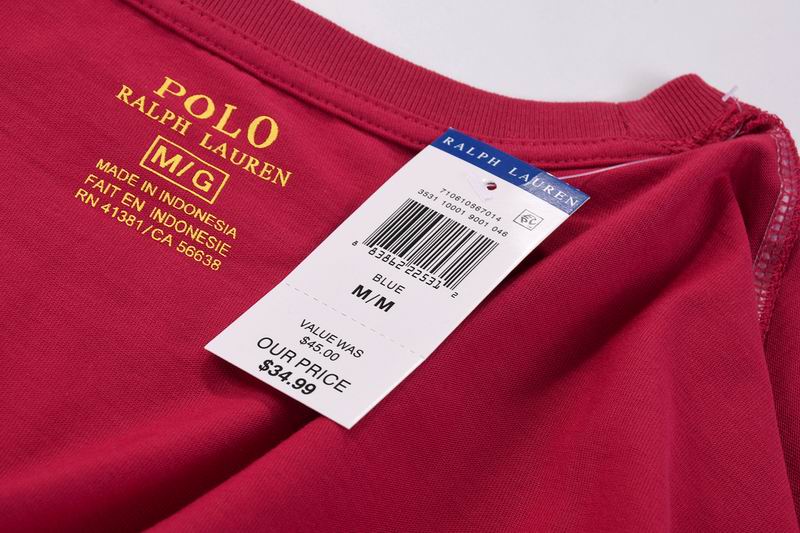 POLO
RALPH LAUREN
M/G
MADE IN INDONESIA
FAIT EN INDONESIE
RN 41381/CA 56638
RALPH LAUREN
710610867014
3531 10001 9001 046
8 83862 22531 2
BLUE
M/M
VALUE WAS
$45.00
OUR PRICE
$34.99